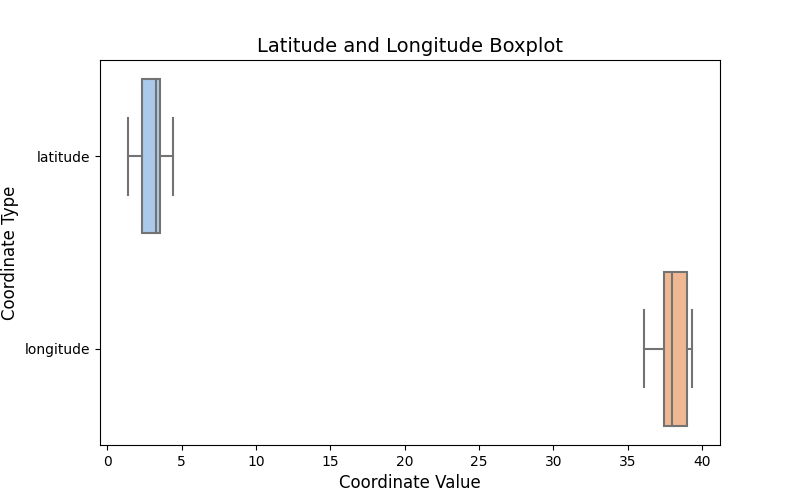 Latitude and Longitude Boxplot
Coordinate Type
latitude
longitude
0 5 10 15 20 25 30 35 40
Coordinate Value